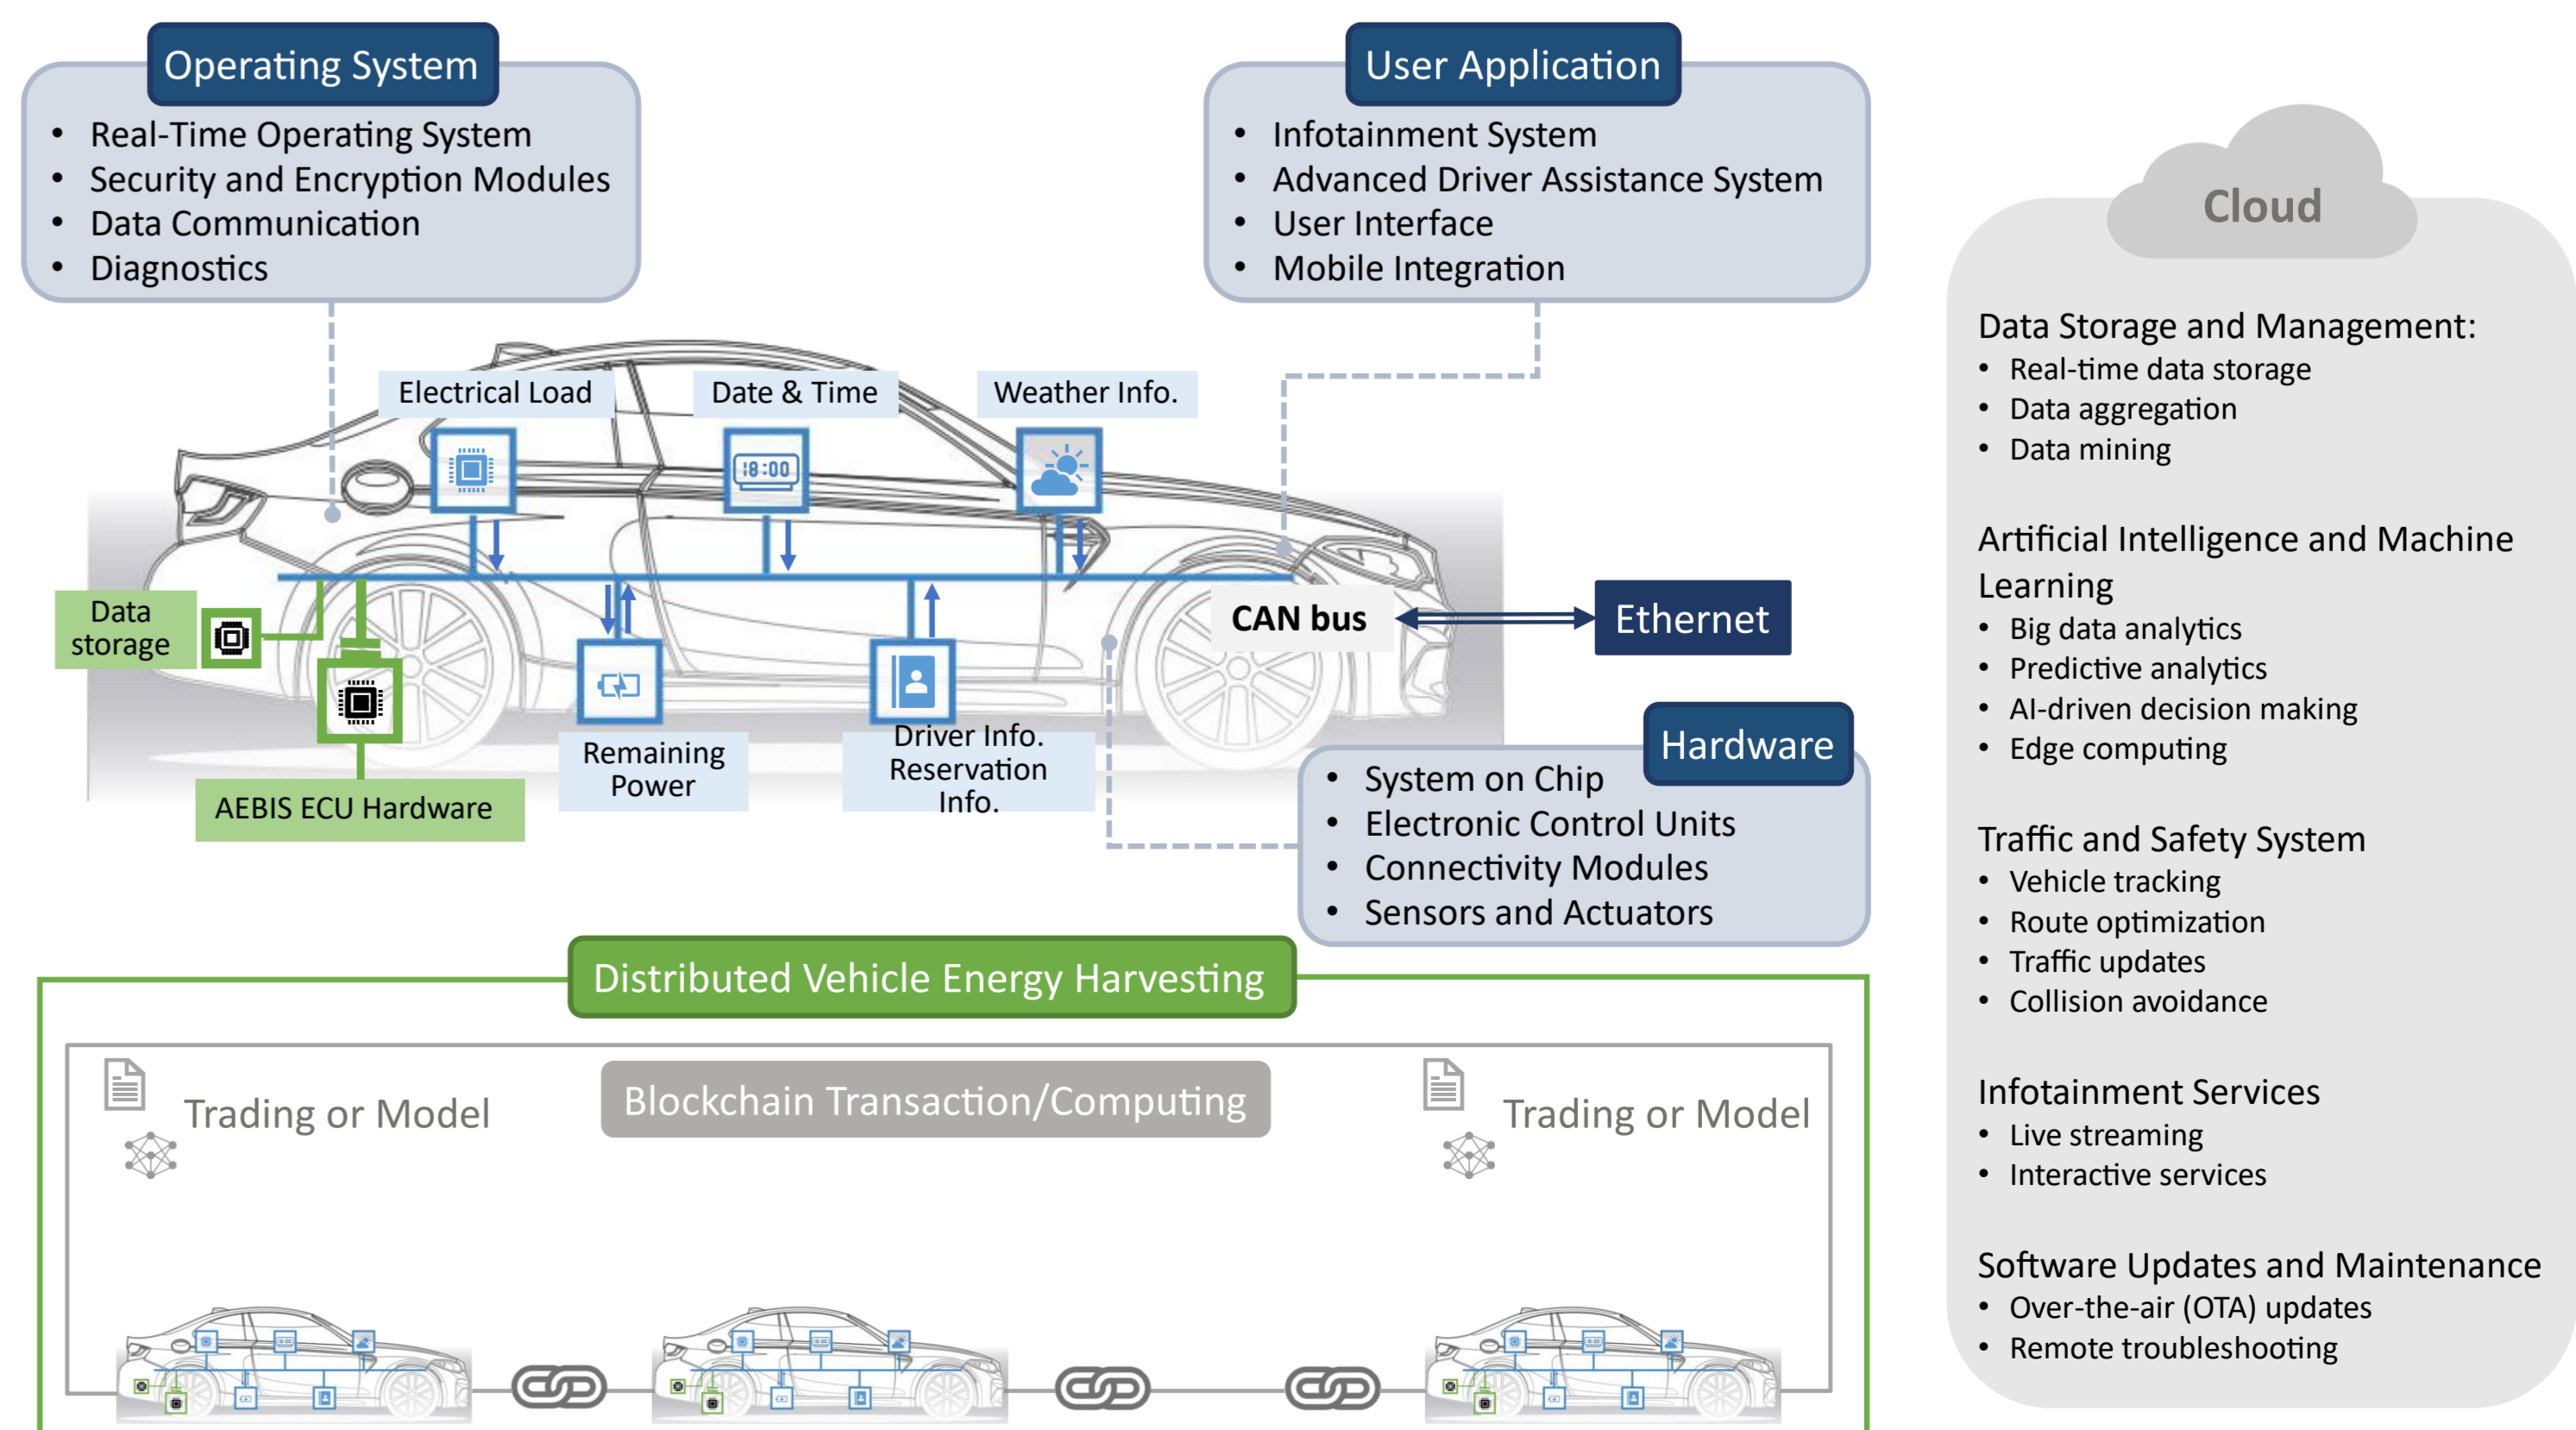 Operating System
• Real-Time Operating System
• Security and Encryption Modules
• Data Communication
• Diagnostics
User Application
• Infotainment System
• Advanced Driver Assistance System
• User Interface
• Mobile Integration
Electrical Load
Date & Time
Weather Info.
18:00
Data
storage
CAN bus
Ethernet
AEBIS ECU Hardware
Remaining
Power
Driver Info.
Reservation
Info.
Hardware
• System on Chip
• Electronic Control Units
• Connectivity Modules
• Sensors and Actuators
Distributed Vehicle Energy Harvesting
Trading or Model
Blockchain Transaction/Computing
Trading or Model
Cloud
Data Storage and Management:
• Real-time data storage
• Data aggregation
• Data mining
Artificial Intelligence and Machine
Learning
• Big data analytics
• Predictive analytics
• AI-driven decision making
• Edge computing
Traffic and Safety System
• Vehicle tracking
• Route optimization
• Traffic updates
• Collision avoidance
Infotainment Services
• Live streaming
• Interactive services
Software Updates and Maintenance
• Over-the-air (OTA) updates
• Remote troubleshooting